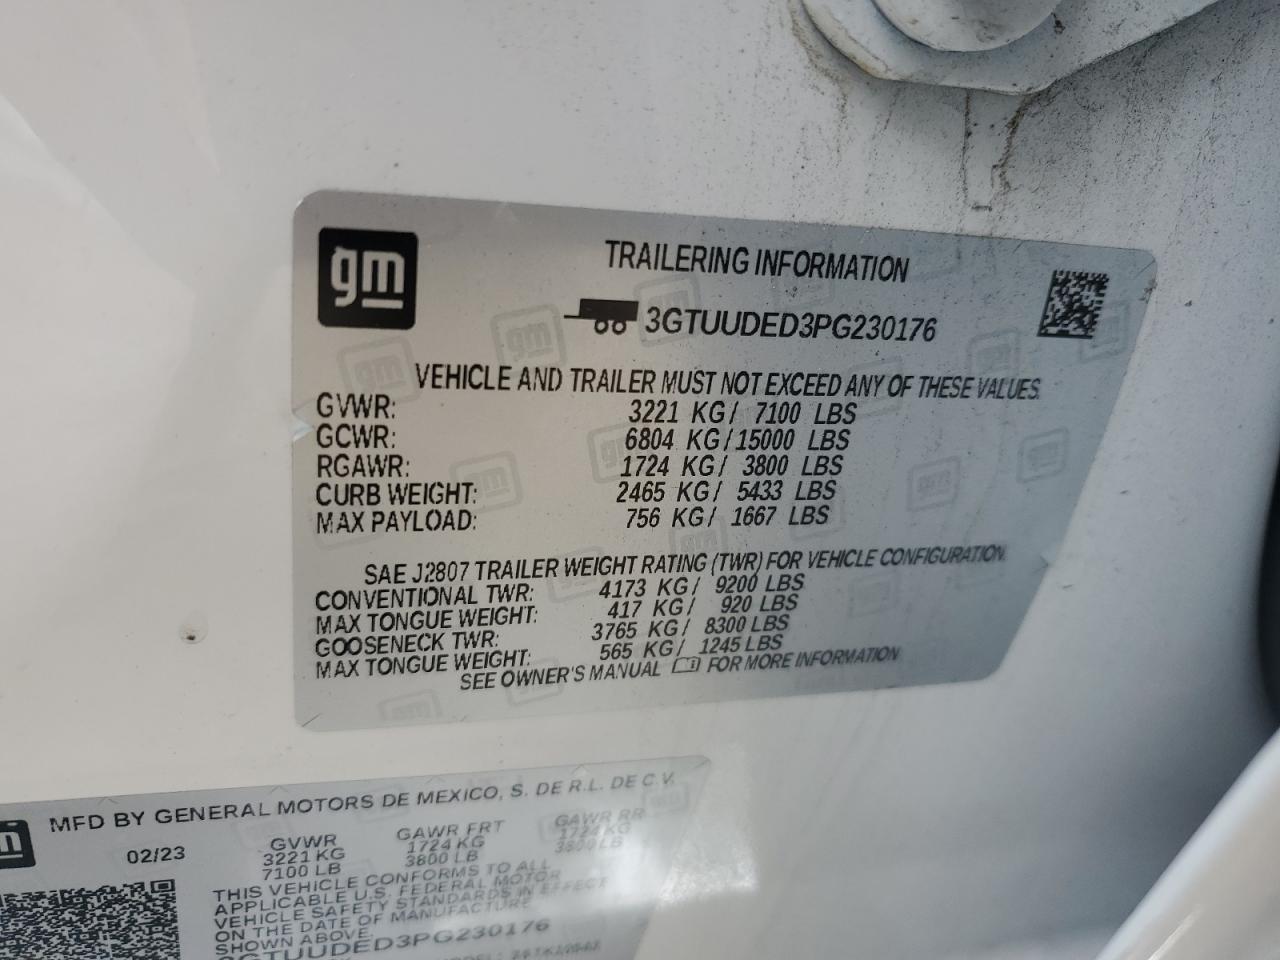 gm
TRAILERING INFORMATION
3GTUUDED3PG230176
VEHICLE AND TRAILER MUST NOT EXCEED ANY OF THESE VALUES.
GVWR: 3221 KG/ 7100 LBS
GCWR: 6804 KG/15000 LBS
RGAWR: 1724 KG/ 3800 LBS
CURB WEIGHT: 2465 KG/ 5433 LBS
MAX PAYLOAD: 756 KG/ 1667 LBS
SAE J2807 TRAILER WEIGHT RATING (TWR) FOR VEHICLE CONFIGURATION.
CONVENTIONAL TWR: 4173 KG/ 9200 LBS
MAX TONGUE WEIGHT: 417 KG/ 920 LBS
GOOSENECK TWR: 3765 KG/ 8300 LBS
MAX TONGUE WEIGHT: 565 KG/ 1245 LBS
SEE OWNER'S MANUAL FOR MORE INFORMATION
MFD BY GENERAL MOTORS DE MEXICO, S. DE R.L. DE C.V.
02/23 GVWR GAWR FRT GAWR RR
3221 KG 1724 KG 1724 KG
7100 LB 3800 LB 3800 LB
THIS VEHICLE CONFORMS TO ALL
APPLICABLE U.S. FEDERAL MOTOR
VEHICLE SAFETY STANDARDS IN EFFECT
ON THE DATE OF MANUFACTURE
SHOWN ABOVE.
3GTUUDED3PG230176